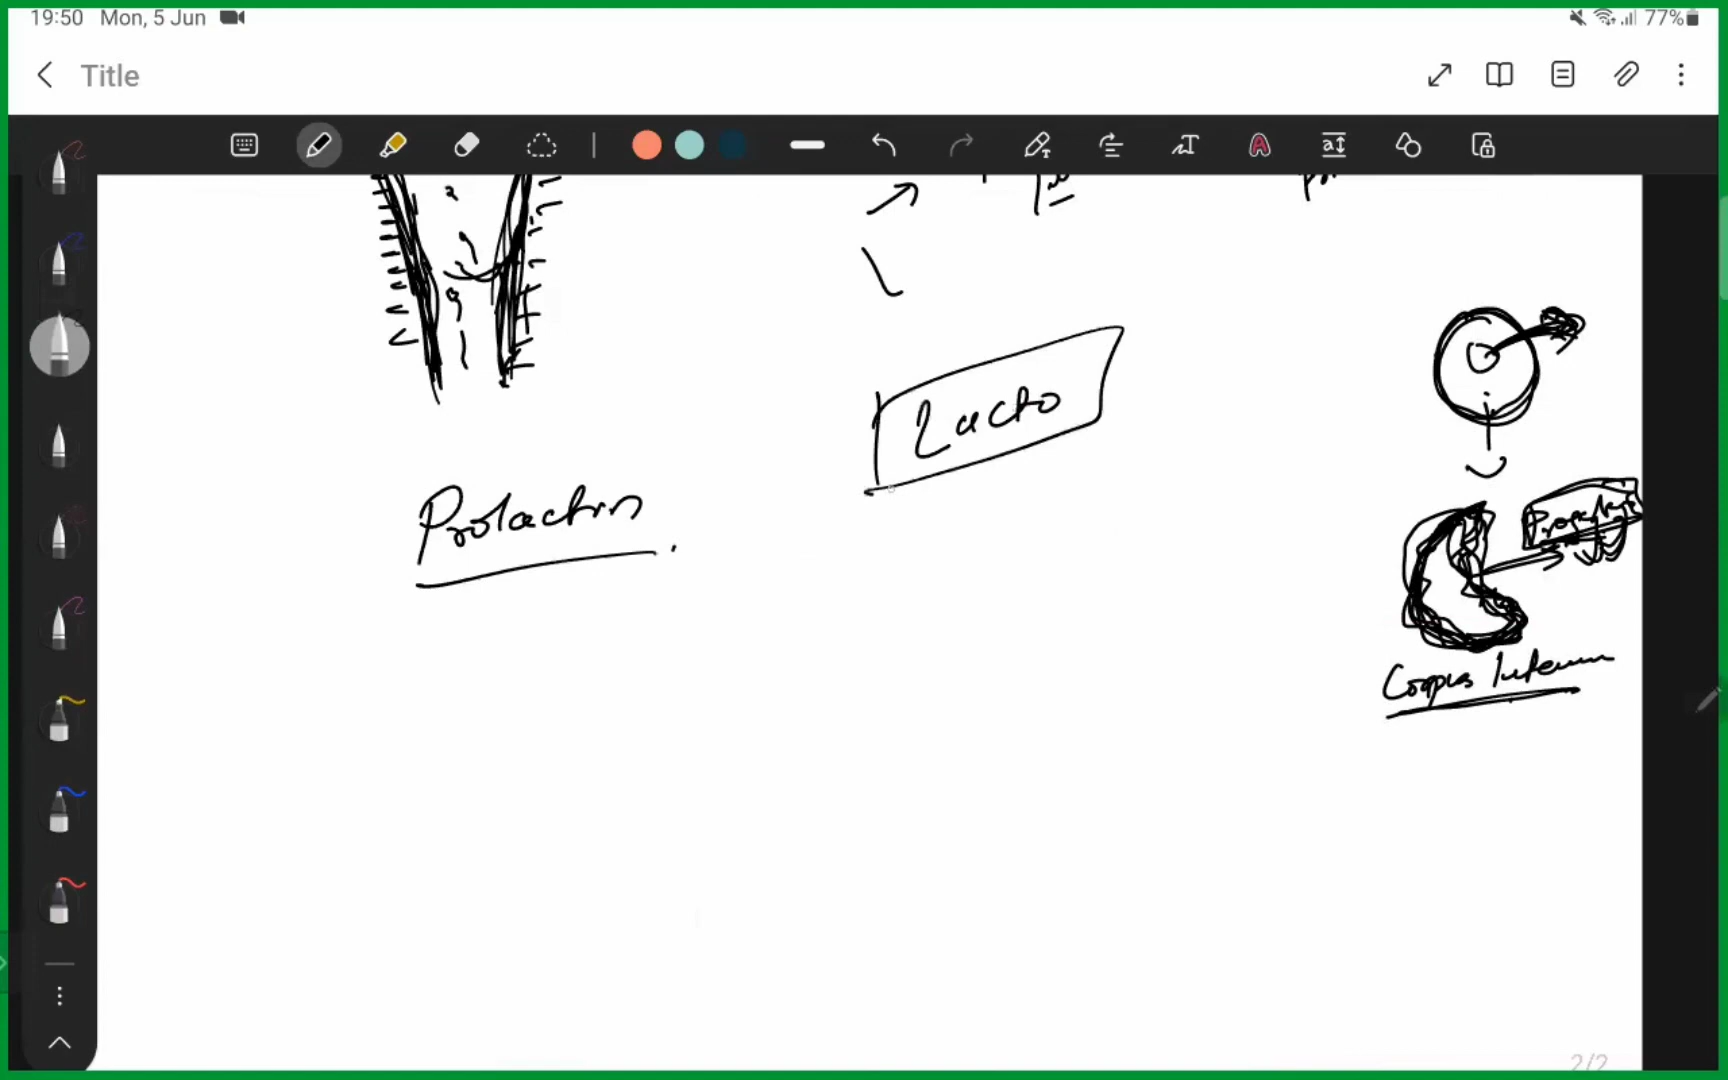 19:50 Mon, 5 Jun 77%
Title
Lacto
Prolactin
Corpus luteum
2/2